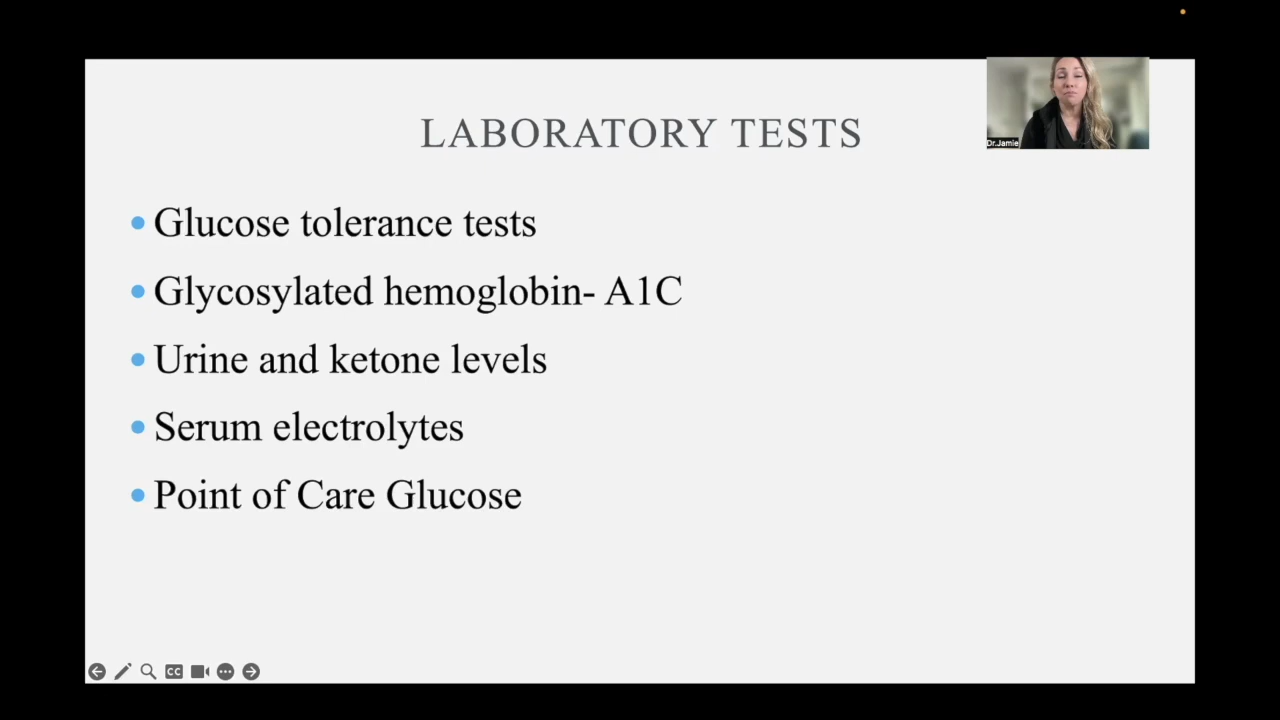 LABORATORY TESTS
Dr.Jamie
• Glucose tolerance tests
• Glycosylated hemoglobin- A1C
• Urine and ketone levels
• Serum electrolytes
• Point of Care Glucose
CC